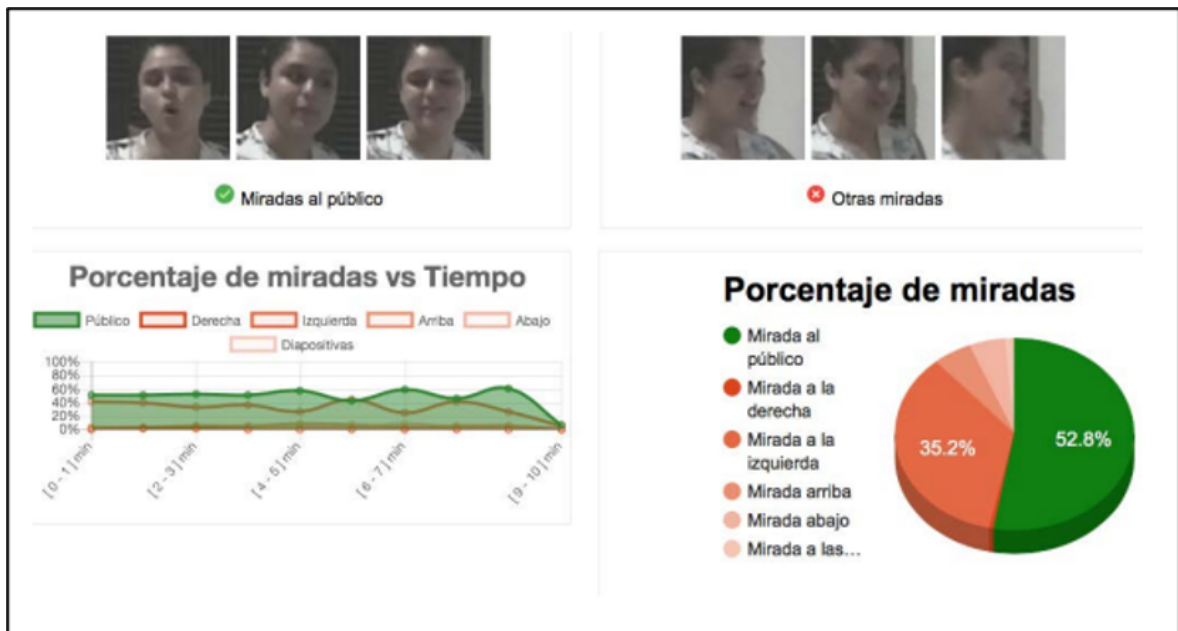 Miradas al público
Otras miradas
Porcentaje de miradas vs Tiempo
Público Derecha Izquierda Arriba Abajo
Diapositivas
100%
80%
60%
40%
20%
0%
[ 0 - 1 ] min
[ 2 - 3 ] min
[ 4 - 5 ] min
[ 6 - 7 ] min
[ 9 - 10 ] min
Porcentaje de miradas
Mirada al
público
Mirada a la
derecha
Mirada a la
izquierda
Mirada arriba
Mirada abajo
Mirada a las...
35.2%
52.8%